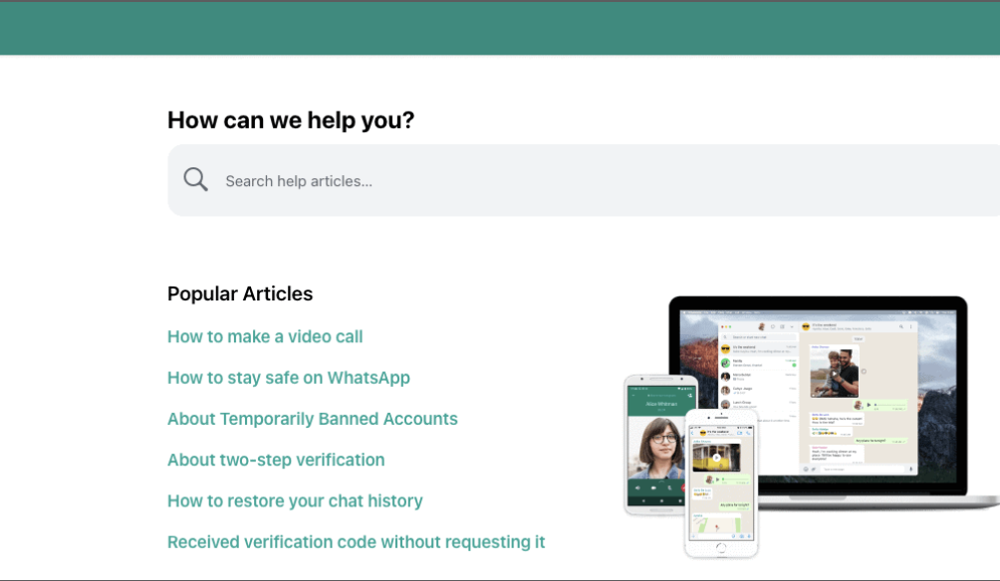 How can we help you?
Search help articles...
Popular Articles
How to make a video call
How to stay safe on WhatsApp
About Temporarily Banned Accounts
About two-step verification
How to restore your chat history
Received verification code without requesting it